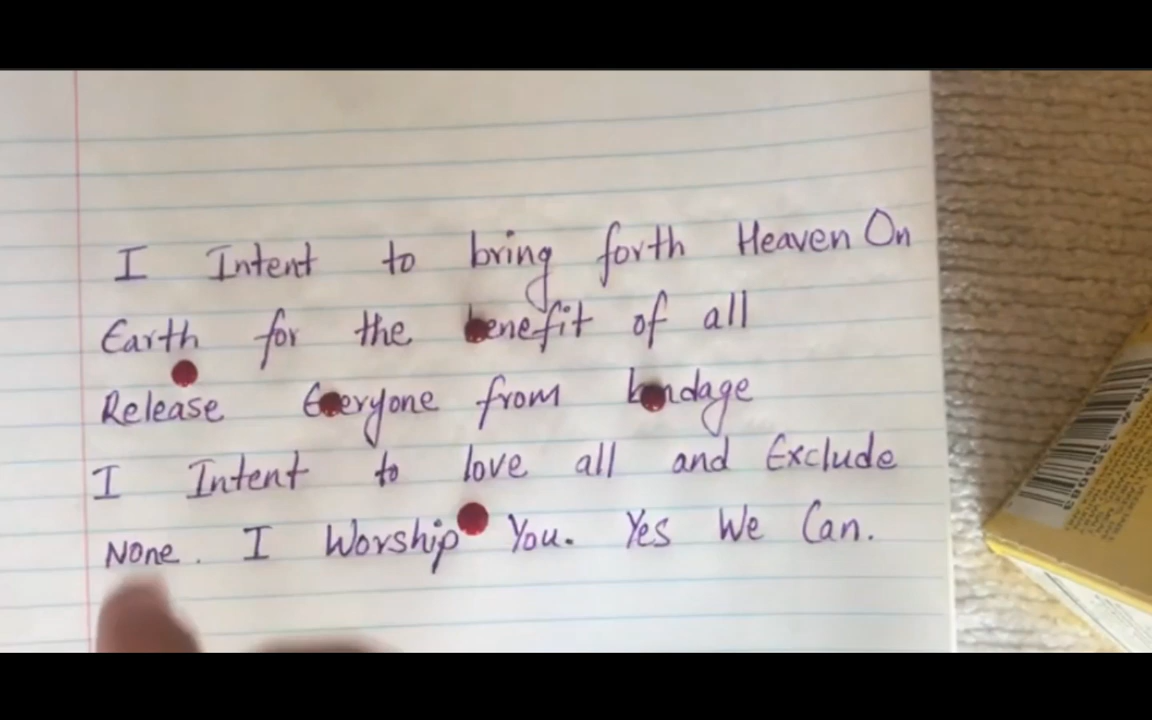 I Intent to bring forth Heaven On
Earth for the benefit of all
Release Everyone from bondage
I Intent to love all and Exclude
None. I Worship You. Yes We Can.